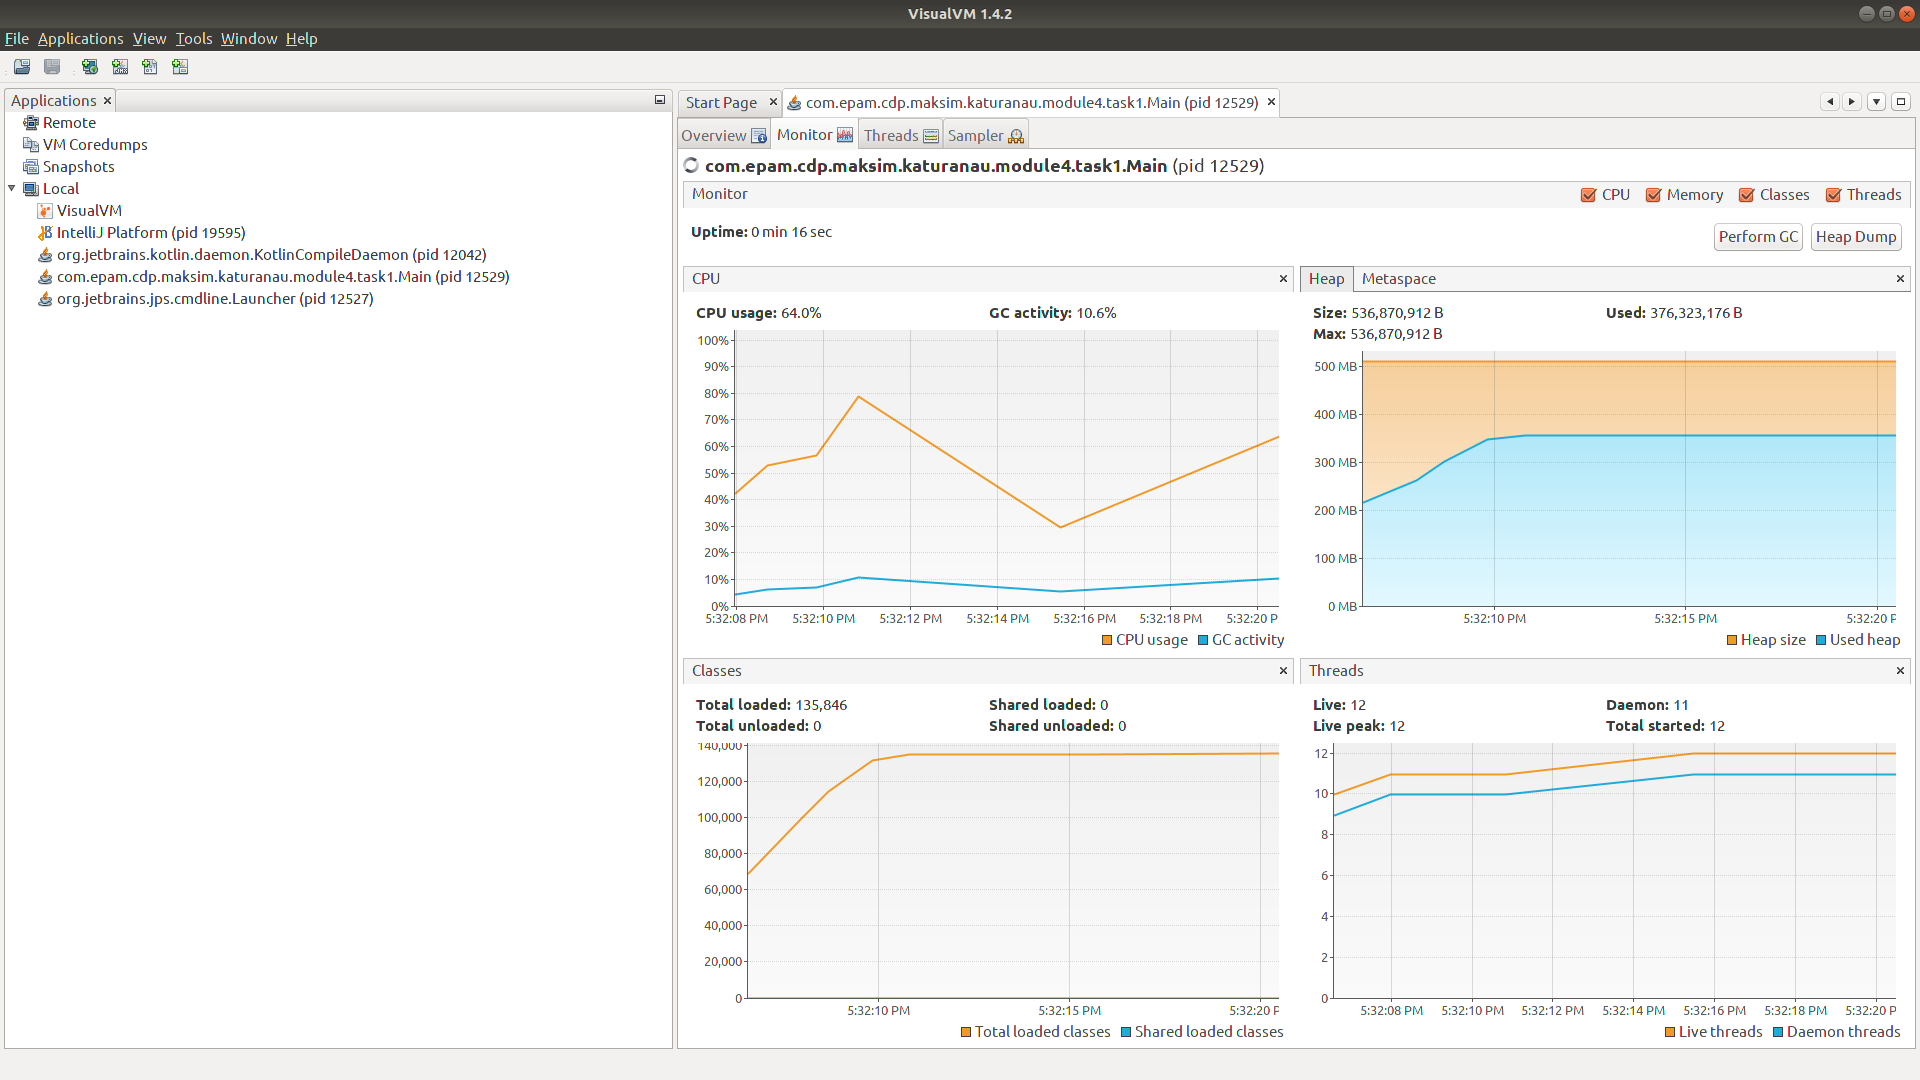 VisualVM 1.4.2
File Applications View Tools Window Help
Applications
Remote
VM Coredumps
Snapshots
Local
VisualVM
IntelliJ Platform (pid 19595)
org.jetbrains.kotlin.daemon.KotlinCompileDaemon (pid 12042)
com.epam.cdp.maksim.katuranau.module4.task1.Main (pid 12529)
org.jetbrains.jps.cmdline.Launcher (pid 12527)
Start Page com.epam.cdp.maksim.katuranau.module4.task1.Main (pid 12529)
Overview Monitor Threads Sampler
com.epam.cdp.maksim.katuranau.module4.task1.Main (pid 12529)
Monitor CPU Memory Classes Threads
Uptime: 0 min 16 sec
Perform GC Heap Dump
CPU
CPU usage: 64.0% GC activity: 10.6%
100%
90%
80%
70%
60%
50%
40%
30%
20%
10%
0%
5:32:08 PM 5:32:10 PM 5:32:12 PM 5:32:14 PM 5:32:16 PM 5:32:18 PM 5:32:20 P
CPU usage GC activity
Heap Metaspace
Size: 536,870,912 B Used: 376,323,176 B
Max: 536,870,912 B
500 MB
400 MB
300 MB
200 MB
100 MB
0 MB
5:32:10 PM 5:32:15 PM 5:32:20 P
Heap size Used heap
Classes
Total loaded: 135,846 Shared loaded: 0
Total unloaded: 0 Shared unloaded: 0
140,000
120,000
100,000
80,000
60,000
40,000
20,000
0
5:32:10 PM 5:32:15 PM 5:32:20 P
Total loaded classes Shared loaded classes
Threads
Live: 12 Daemon: 11
Live peak: 12 Total started: 12
12
10
8
6
4
2
0
5:32:08 PM 5:32:10 PM 5:32:12 PM 5:32:14 PM 5:32:16 PM 5:32:18 PM 5:32:20 P
Live threads Daemon threads